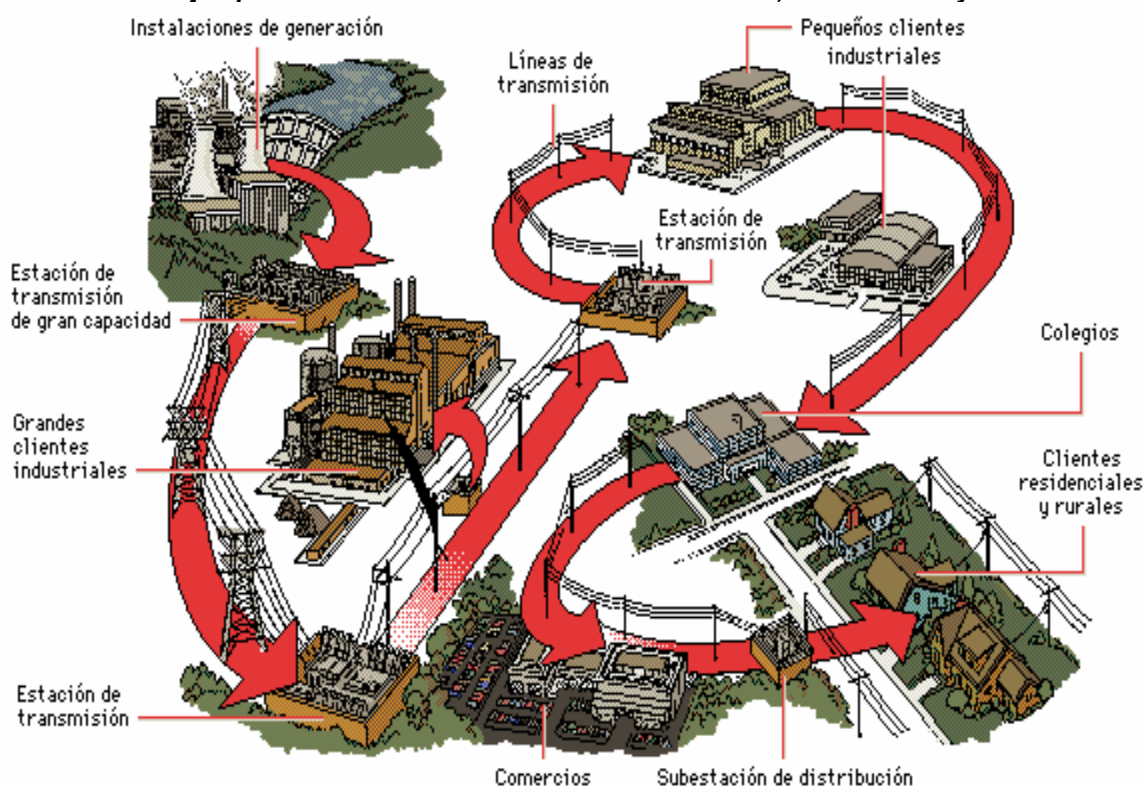 Instalaciones de generación
Pequeños clientes
industriales
Líneas de
transmisión
Estación de
transmisión
Estación de
transmisión
de gran capacidad
Colegios
Grandes
clientes
industriales
Clientes
residenciales
y rurales
Estación de
transmisión
Comercios
Subestación de distribución